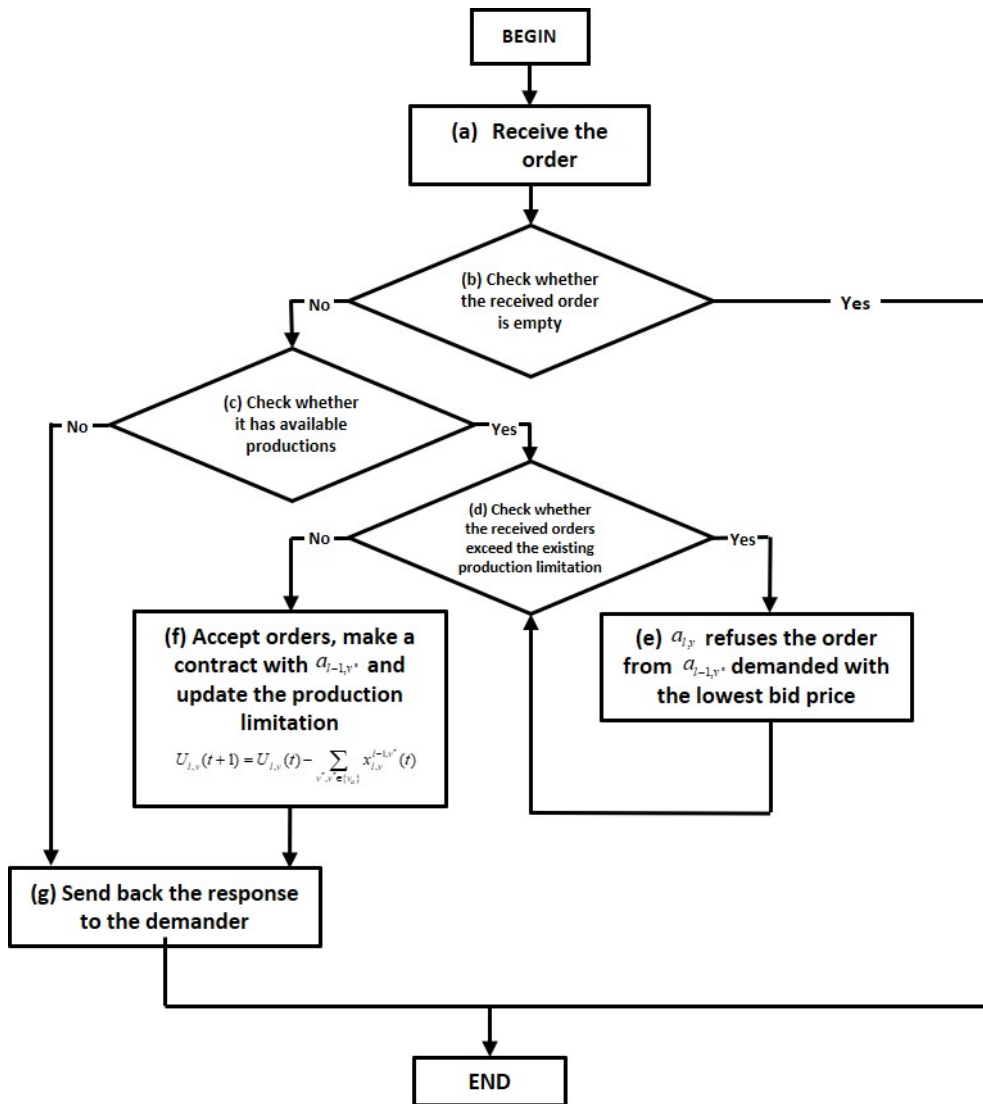 BEGIN
(a) Receive the
order
(b) Check whether
the received order
is empty
No
Yes
(c) Check whether
it has available
productions
No
Yes
(d) Check whether
the received orders
exceed the existing
production limitation
No
Yes
(f) Accept orders, make a
contract with a_{l-1,v"} and
update the production
limitation
U_{l,v}(t+1) = U_{l,v}(t) - \sum_{v",v"∈{v_a}} x_{l,v}^{l-1,v"}(t)
(e) a_{l,v} refuses the order
from a_{l-1,v"} demanded with
the lowest bid price
(g) Send back the response
to the demander
END